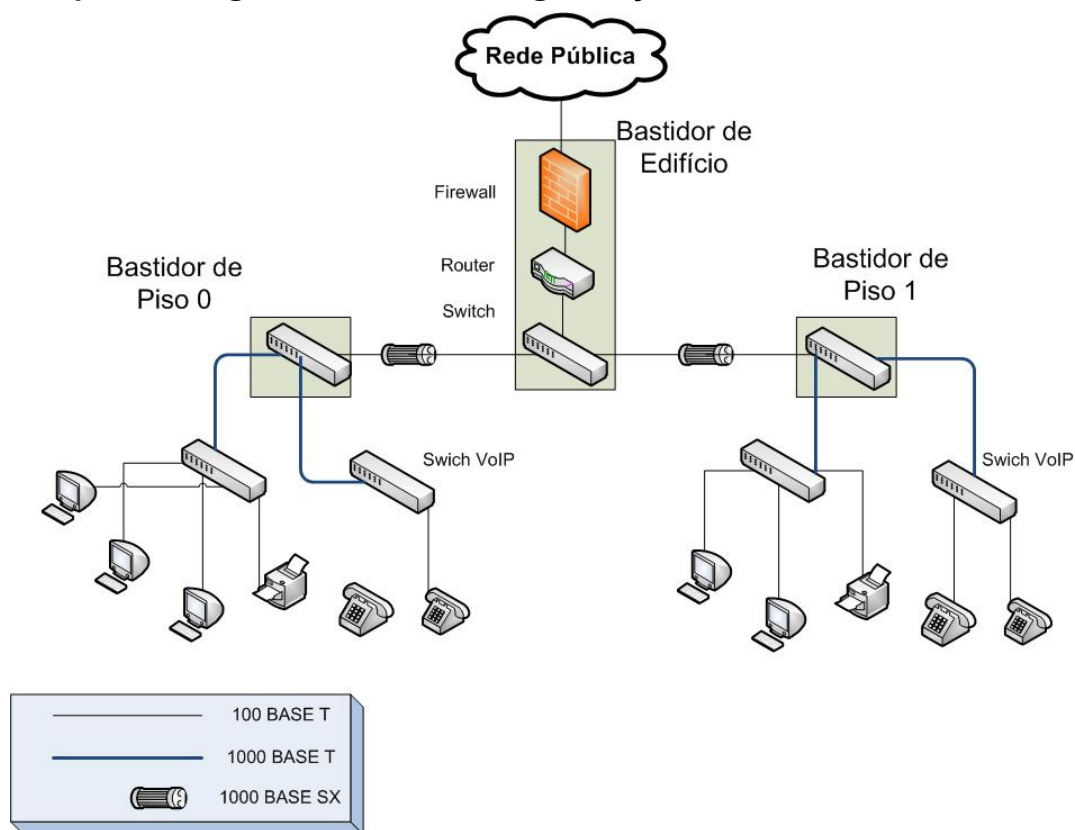 Rede Pública
Bastidor de
Edifício
Firewall
Router
Switch
Bastidor de
Piso 0
Bastidor de
Piso 1
Swich VoIP
Swich VoIP
100 BASE T
1000 BASE T
1000 BASE SX